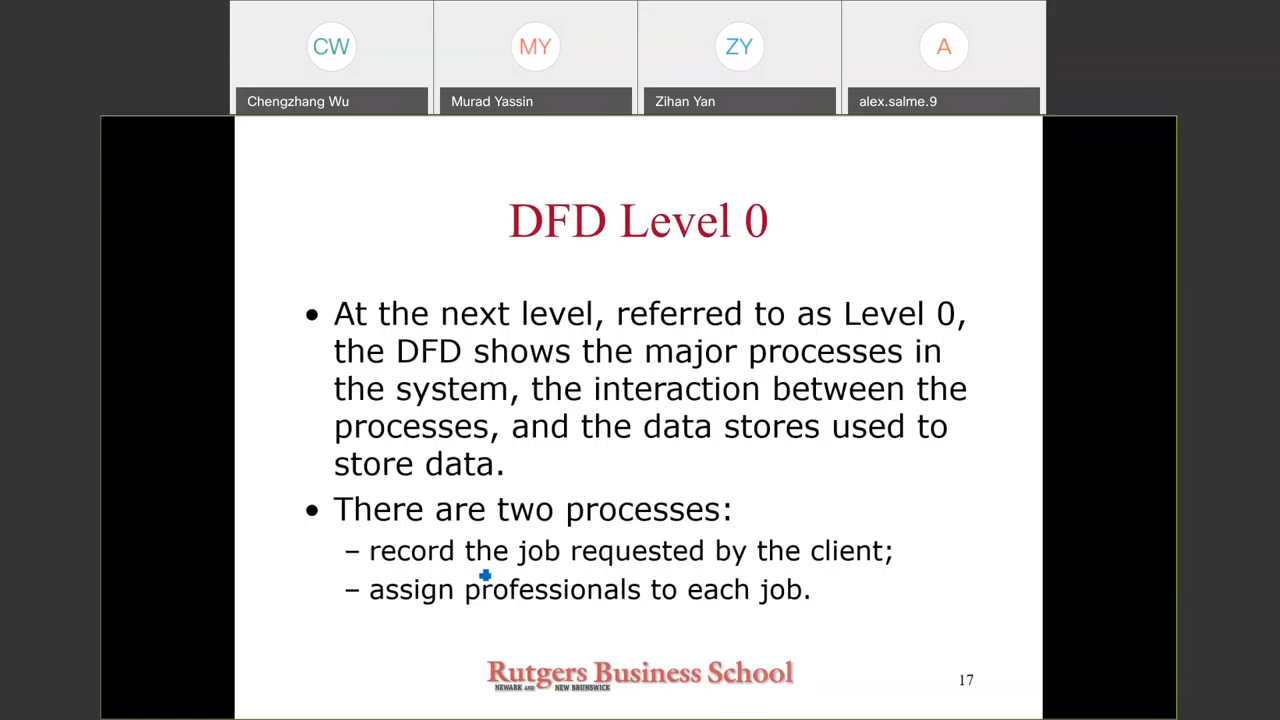 CW
MY
ZY
A
Chengzhang Wu
Murad Yassin
Zihan Yan
alex.salme.9
DFD Level 0
• At the next level, referred to as Level 0,
the DFD shows the major processes in
the system, the interaction between the
processes, and the data stores used to
store data.
• There are two processes:
– record the job requested by the client;
– assign professionals to each job.
Rutgers Business School
NEWARK AND NEW BRUNSWICK
17